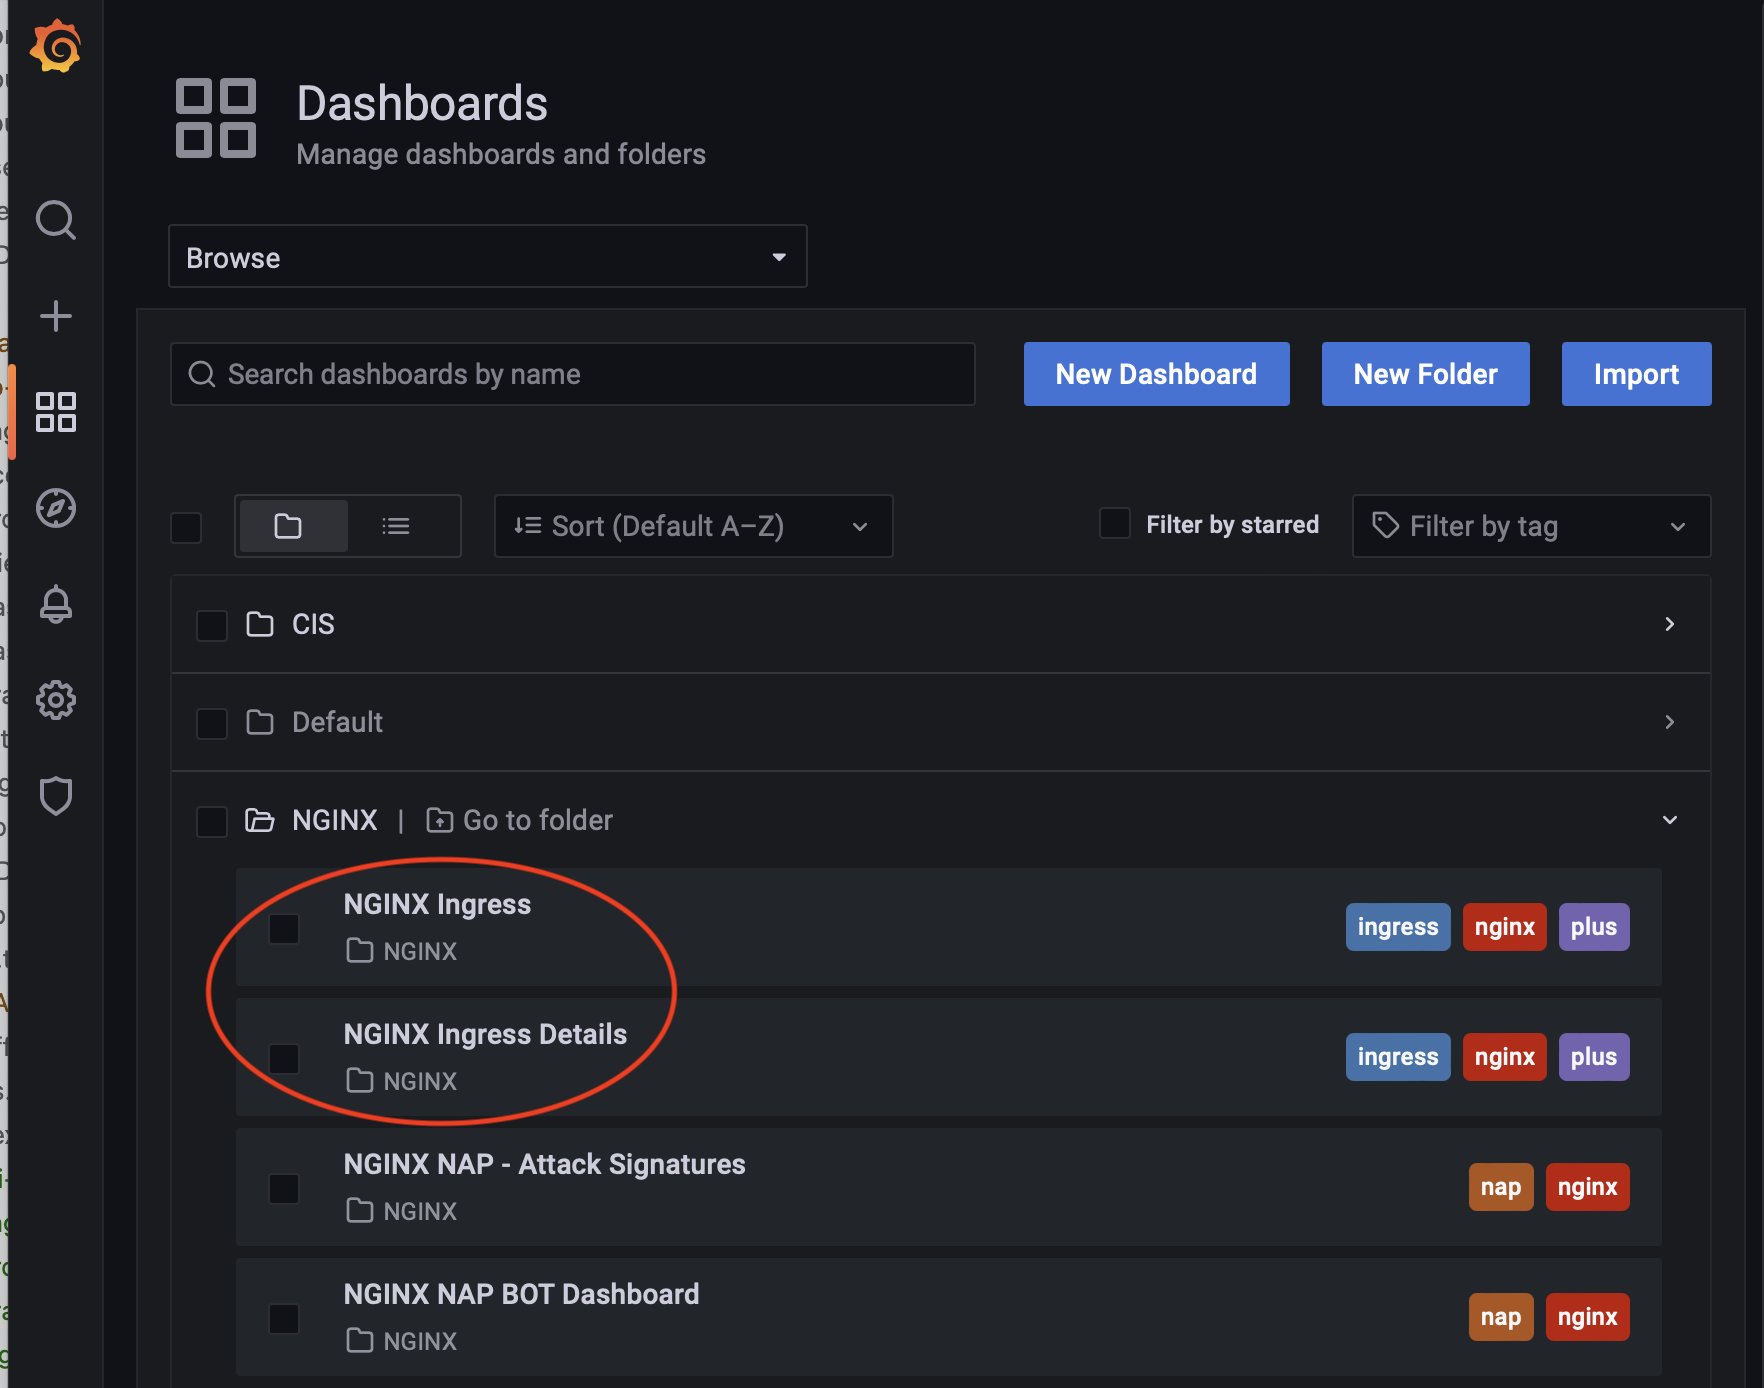 Dashboards
Manage dashboards and folders
Browse
Search dashboards by name
New Dashboard
New Folder
Import
Sort (Default A–Z)
Filter by starred
Filter by tag
CIS
Default
NGINX | Go to folder
NGINX Ingress
NGINX
ingress nginx plus
NGINX Ingress Details
NGINX
ingress nginx plus
NGINX NAP - Attack Signatures
NGINX
nap nginx
NGINX NAP BOT Dashboard
NGINX
nap nginx